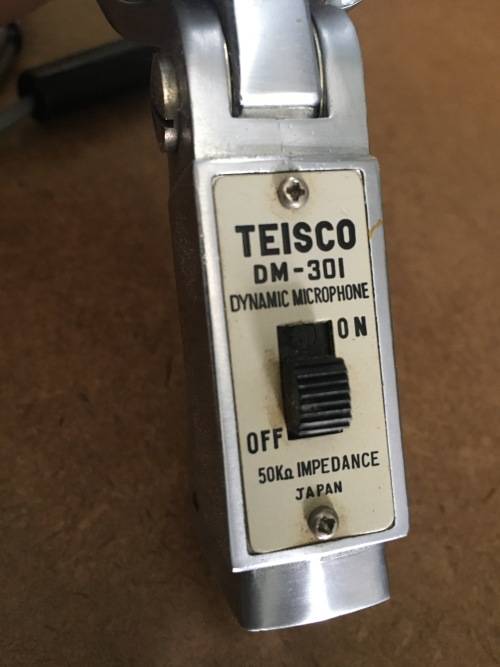 TEISCO
DM-301
DYNAMIC MICROPHONE
ON
OFF
50KΩ IMPEDANCE
JAPAN